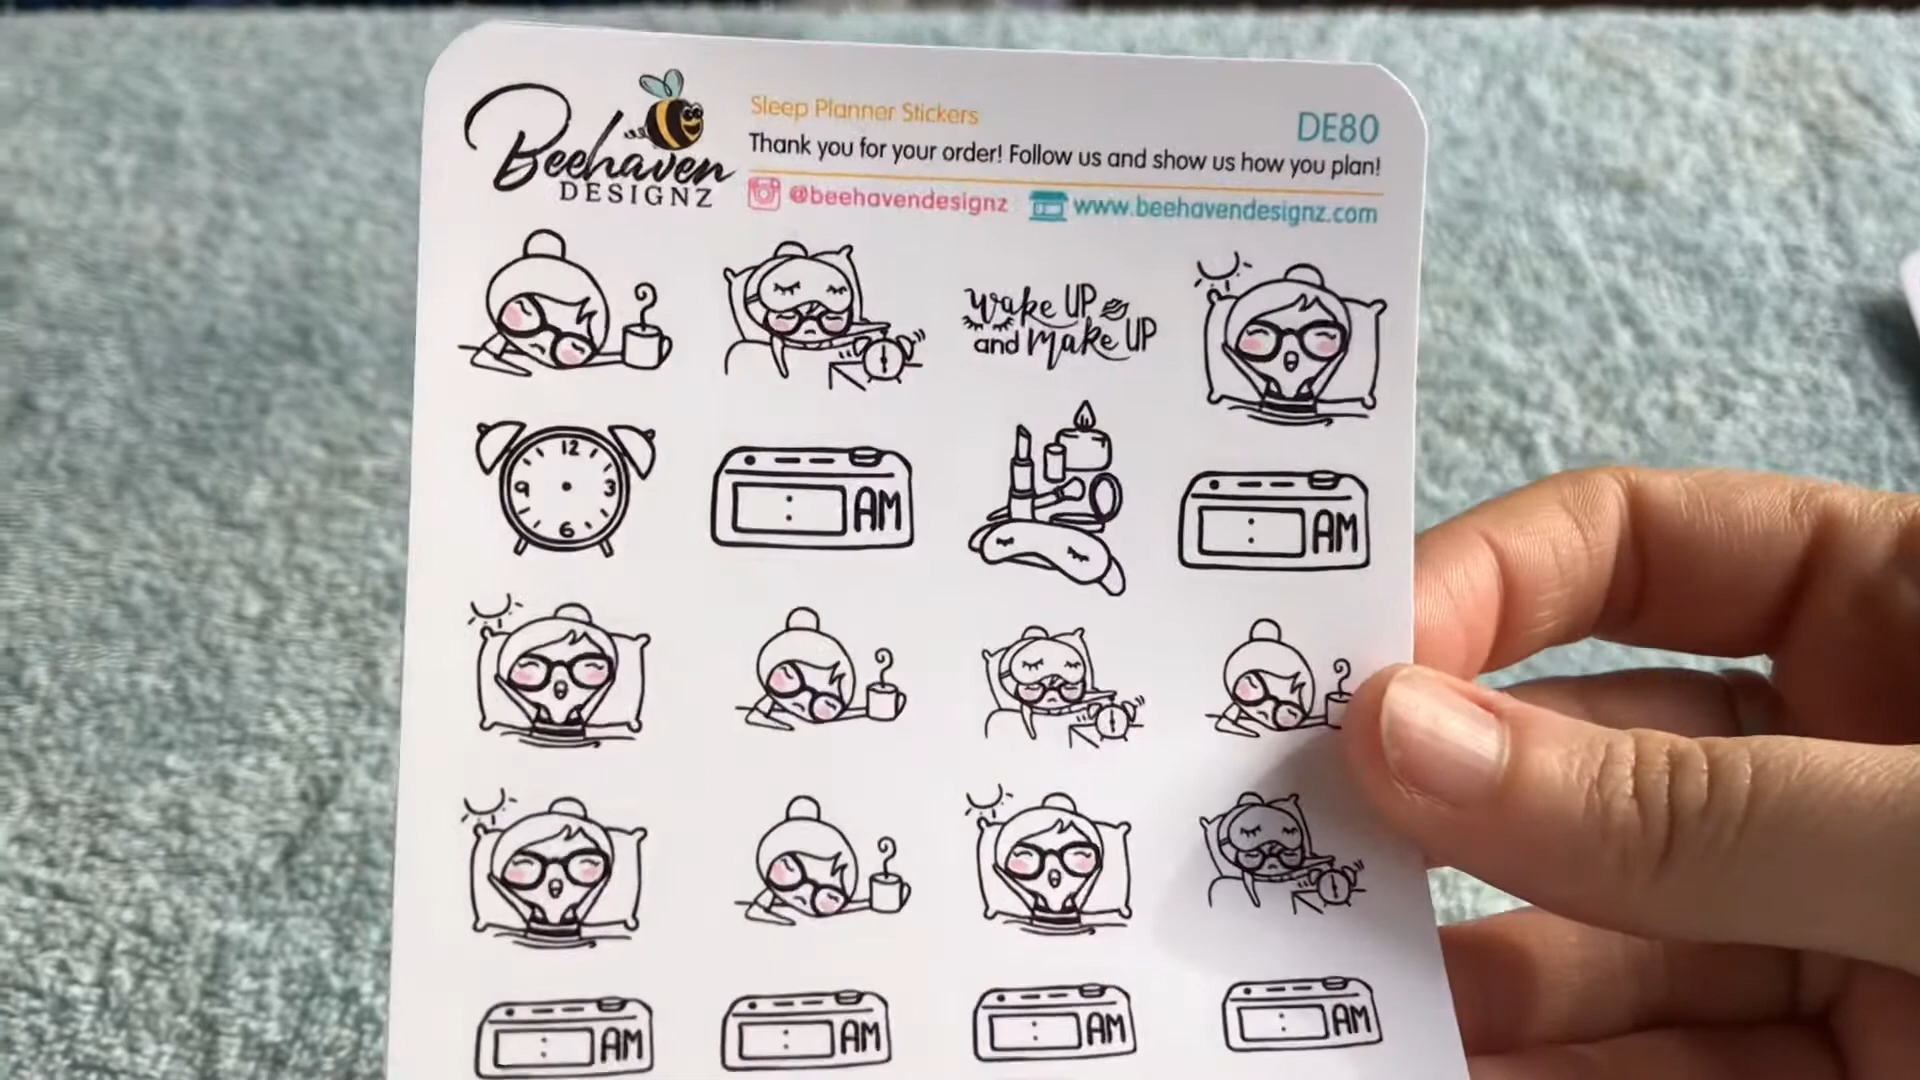 Beehaven
DESIGNZ
Sleep Planner Stickers
DE80
Thank you for your order! Follow us and show us how you plan!
@beehavendesignz
www.beehavendesignz.com
wake UP
and Make UP
12
9
3
6
: AM
: AM
: AM
: AM
: AM
: AM